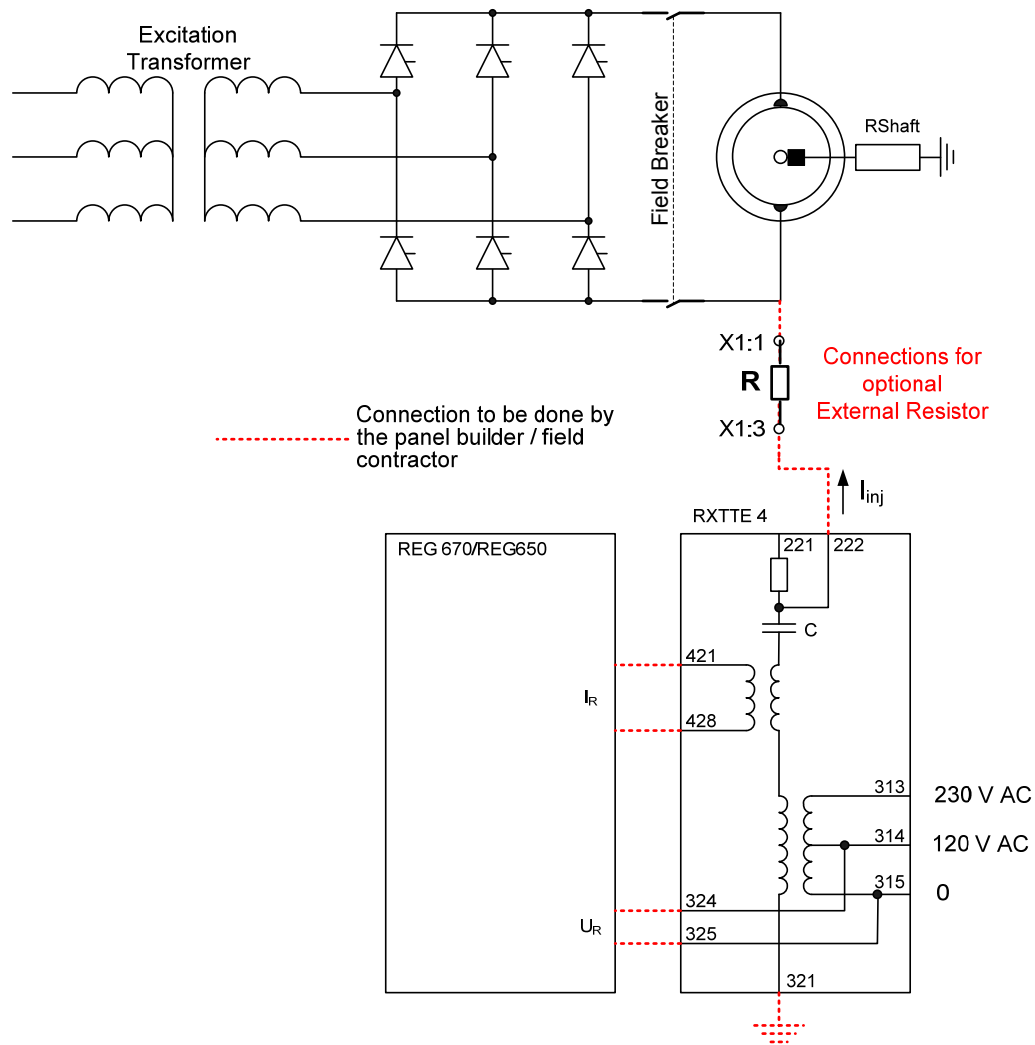 Excitation
Transformer
Field Breaker
RShaft
X1:1
R
X1:3
Connections for
optional
External Resistor
Connection to be done by
the panel builder / field
contractor
Iinj
RXTTE 4
REG 670/REG650
221
222
C
421
IR
428
313
230 V AC
314
120 V AC
315
0
324
UR
325
321